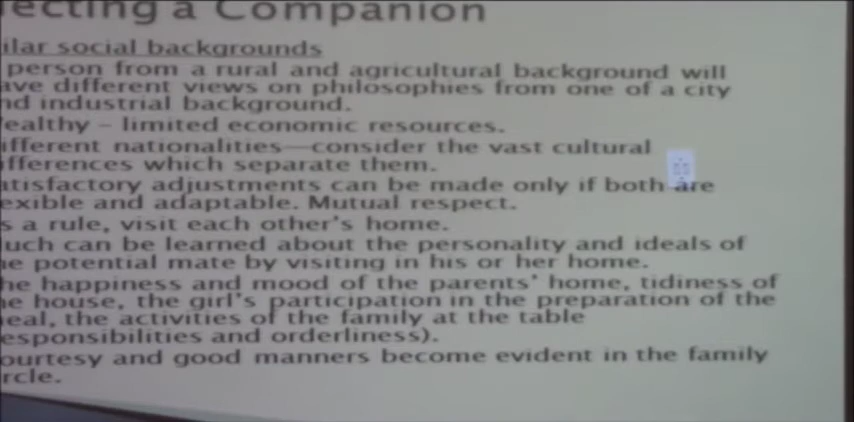 ecting a Companion
ilar social backgrounds
person from a rural and agricultural background will
ave different views on philosophies from one of a city
nd industrial background.
ealthy – limited economic resources.
ifferent nationalities—consider the vast cultural
fferences which separate them.
atisfactory adjustments can be made only if both are
exible and adaptable. Mutual respect.
s a rule, visit each other's home.
uch can be learned about the personality and ideals of
e potential mate by visiting in his or her home.
he happiness and mood of the parents' home, tidiness of
e house, the girl's participation in the preparation of the
eal, the activities of the family at the table
esponsibilities and orderliness).
ourtesy and good manners become evident in the family
rcle.